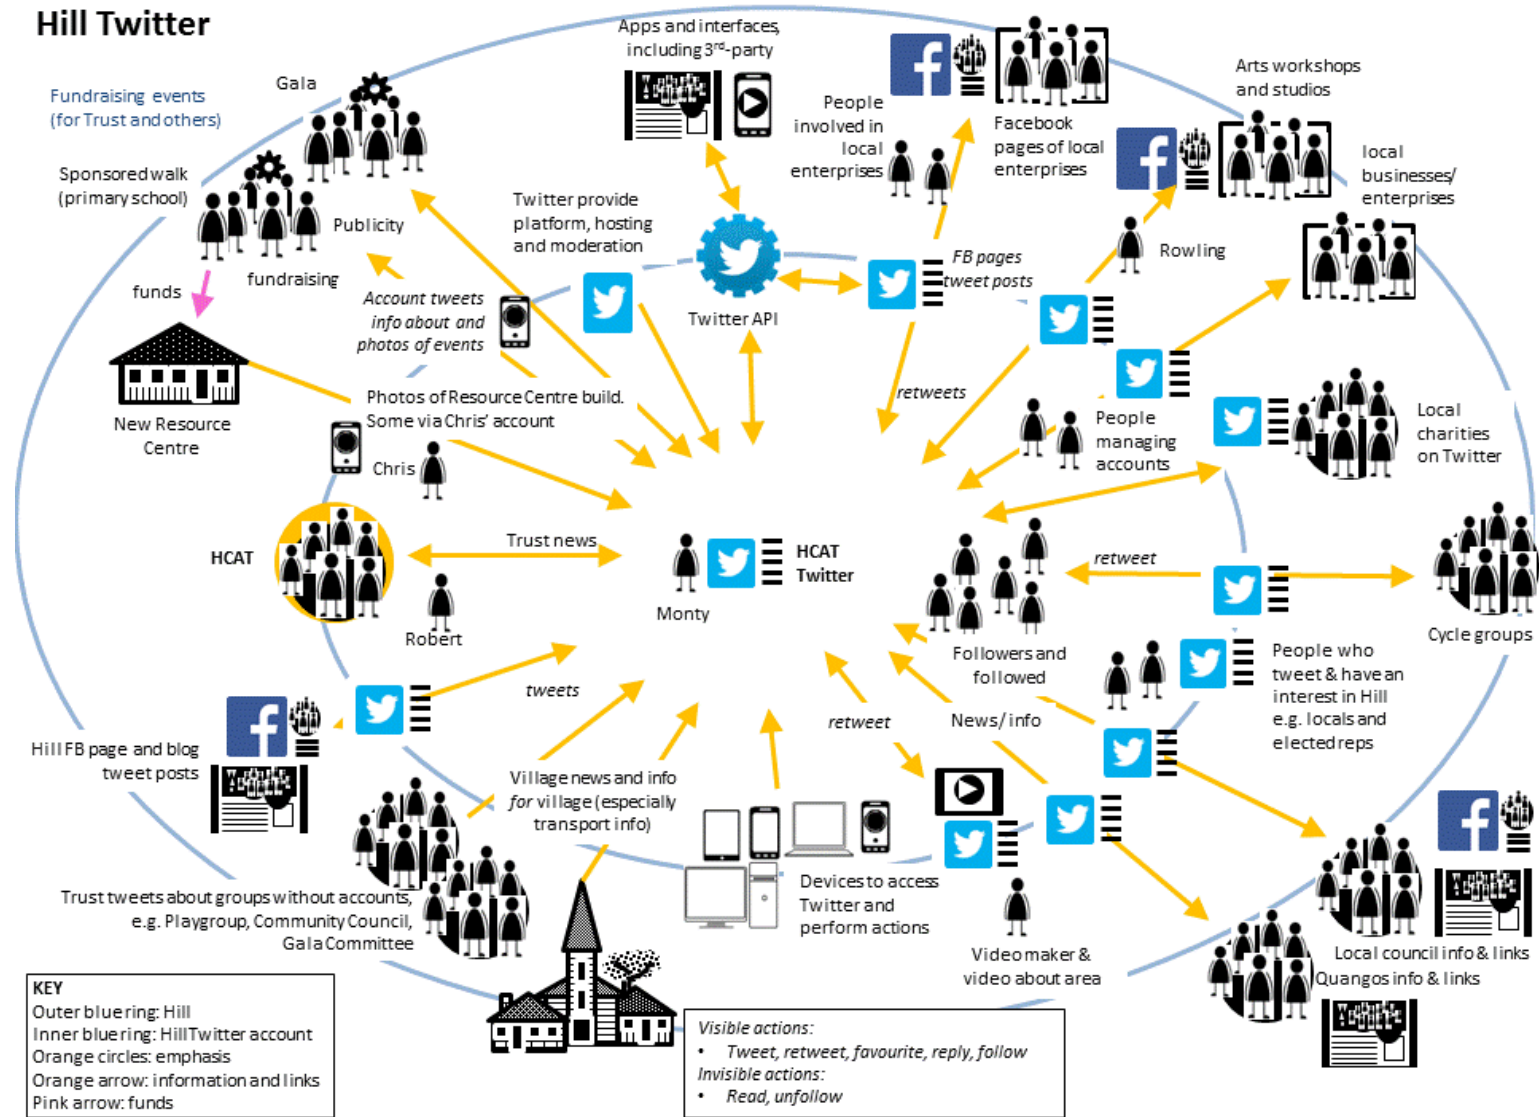 Hill Twitter
Fundraising events
(for Trust and others)
Gala
Sponsored walk
(primary school)
Publicity
fundraising
funds
New Resource
Centre
Account tweets
info about and
photos of events
Twitter provide
platform, hosting
and moderation
Apps and interfaces,
including 3rd-party
Twitter API
People
involved in
local
enterprises
Facebook
pages of local
enterprises
FB pages
tweet posts
Arts workshops
and studios
Rowling
local
businesses/
enterprises
retweets
People
managing
accounts
Local
charities
on Twitter
Photos of Resource Centre build.
Some via Chris' account
Chris
HCAT
Trust news
Robert
Monty
HCAT
Twitter
Followers and
followed
retweet
Cycle groups
People who
tweet & have an
interest in Hill
e.g. locals and
elected reps
News/info
retweet
tweets
Hill FB page and blog
tweet posts
Village news and info
for village (especially
transport info)
Trust tweets about groups without accounts,
e.g. Playgroup, Community Council,
Gala Committee
Devices to access
Twitter and
perform actions
Video maker &
video about area
Local council info & links
Quangos info & links
KEY
Outer blue ring: Hill
Inner blue ring: Hill Twitter account
Orange circles: emphasis
Orange arrow: information and links
Pink arrow: funds
Visible actions:
• Tweet, retweet, favourite, reply, follow
Invisible actions:
• Read, unfollow